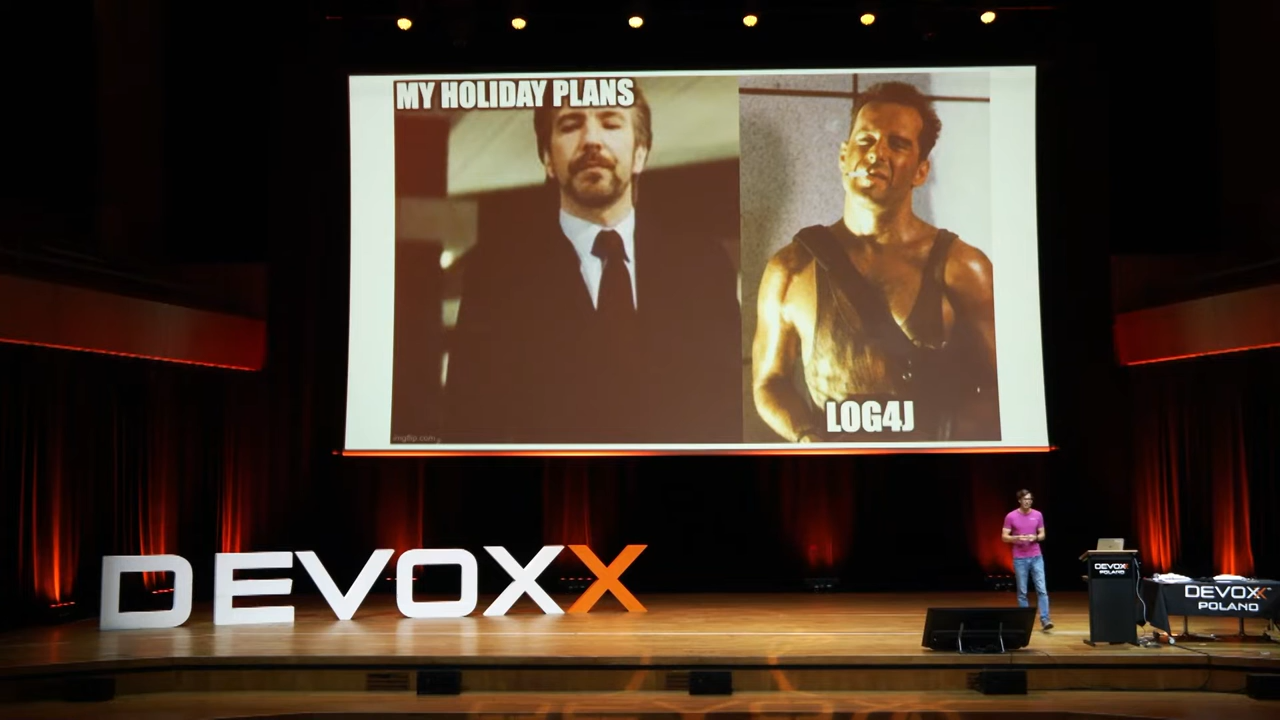 MY HOLIDAY PLANS
LOG4J
imgflip.com
DEVOXX
DEVOXX
POLAND
DEVOXX
POLAND